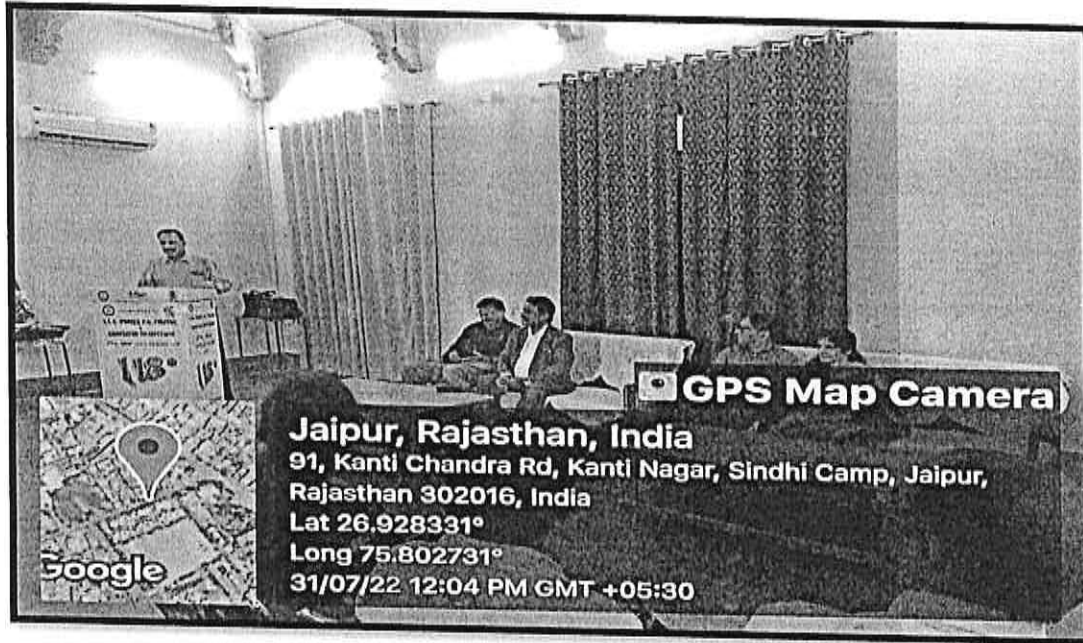 118°
GPS Map Camera
Jaipur, Rajasthan, India
91, Kanti Chandra Rd, Kanti Nagar, Sindhi Camp, Jaipur,
Rajasthan 302016, India
Lat 26.928331°
Long 75.802731°
31/07/22 12:04 PM GMT +05:30
Google